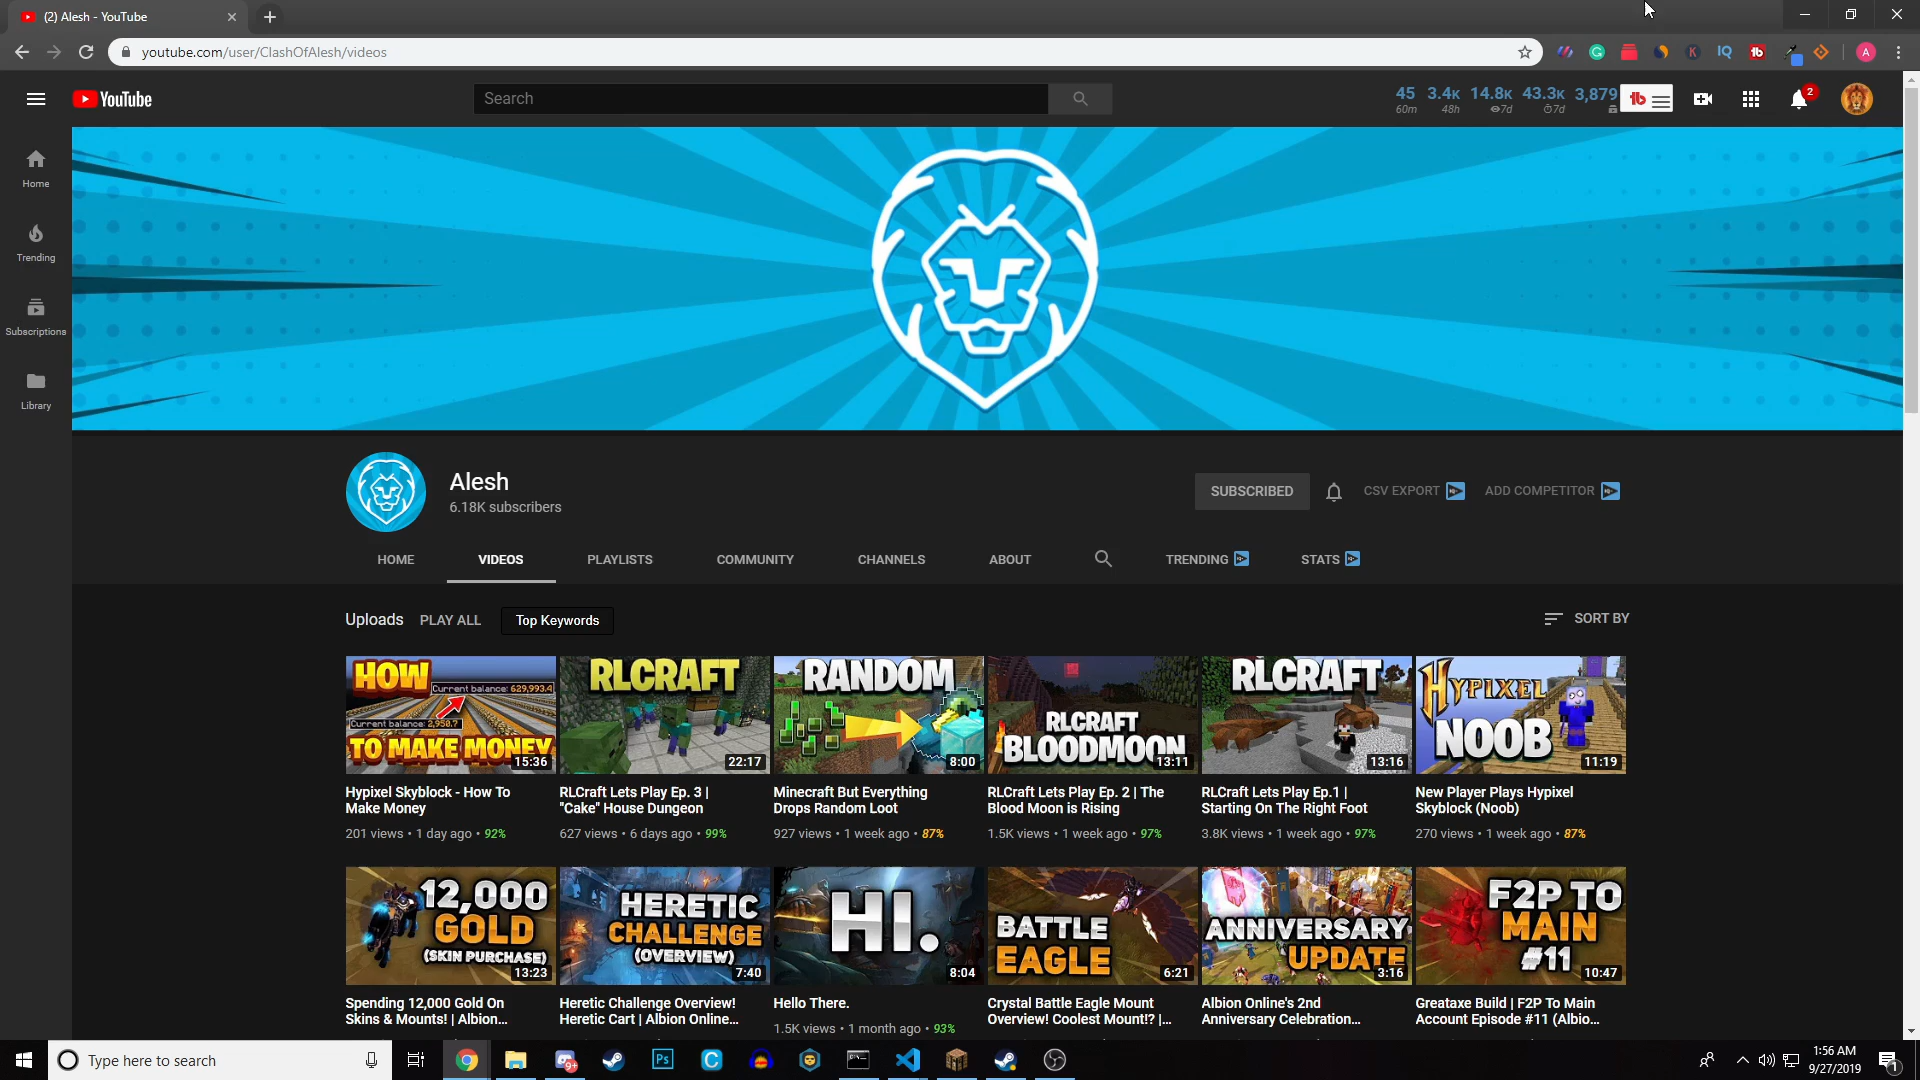 (2) Alesh - YouTube
youtube.com/user/ClashOfAlesh/videos
YouTube
Search
45 3.4K 14.8K 43.3K 3,879
60m 48h 7d 7d
2
Home
Trending
Subscriptions
Library
Alesh
6.18K subscribers
SUBSCRIBED CSV EXPORT ADD COMPETITOR
HOME VIDEOS PLAYLISTS COMMUNITY CHANNELS ABOUT TRENDING STATS
Uploads PLAY ALL Top Keywords SORT BY
HOW
Current balance: 629,993.4
Current balance: 2,958.7
TO MAKE MONEY
15:36
Hypixel Skyblock - How To
Make Money
201 views • 1 day ago • 92%
RLCRAFT
22:17
RLCraft Lets Play Ep. 3 |
"Cake" House Dungeon
627 views • 6 days ago • 99%
RANDOM
8:00
Minecraft But Everything
Drops Random Loot
927 views • 1 week ago • 87%
RLCRAFT
BLOODMOON
13:11
RLCraft Lets Play Ep. 2 | The
Blood Moon is Rising
1.5K views • 1 week ago • 97%
RLCRAFT
13:16
RLCraft Lets Play Ep.1 |
Starting On The Right Foot
3.8K views • 1 week ago • 97%
HYPIXEL
NOOB
11:19
New Player Plays Hypixel
Skyblock (Noob)
270 views • 1 week ago • 87%
12,000
GOLD
(SKIN PURCHASE)
13:23
Spending 12,000 Gold On
Skins & Mounts! | Albion...
HERETIC
CHALLENGE
(OVERVIEW)
7:40
Heretic Challenge Overview!
Heretic Cart | Albion Online...
HI.
8:04
Hello There.
1.5K views • 1 month ago • 93%
BATTLE
EAGLE
6:21
Crystal Battle Eagle Mount
Overview! Coolest Mount!? |...
ANNIVERSARY
UPDATE
3:16
Albion Online's 2nd
Anniversary Celebration...
F2P TO
MAIN
#11
10:47
Greataxe Build | F2P To Main
Account Episode #11 (Albio...
Type here to search
1:56 AM
9/27/2019